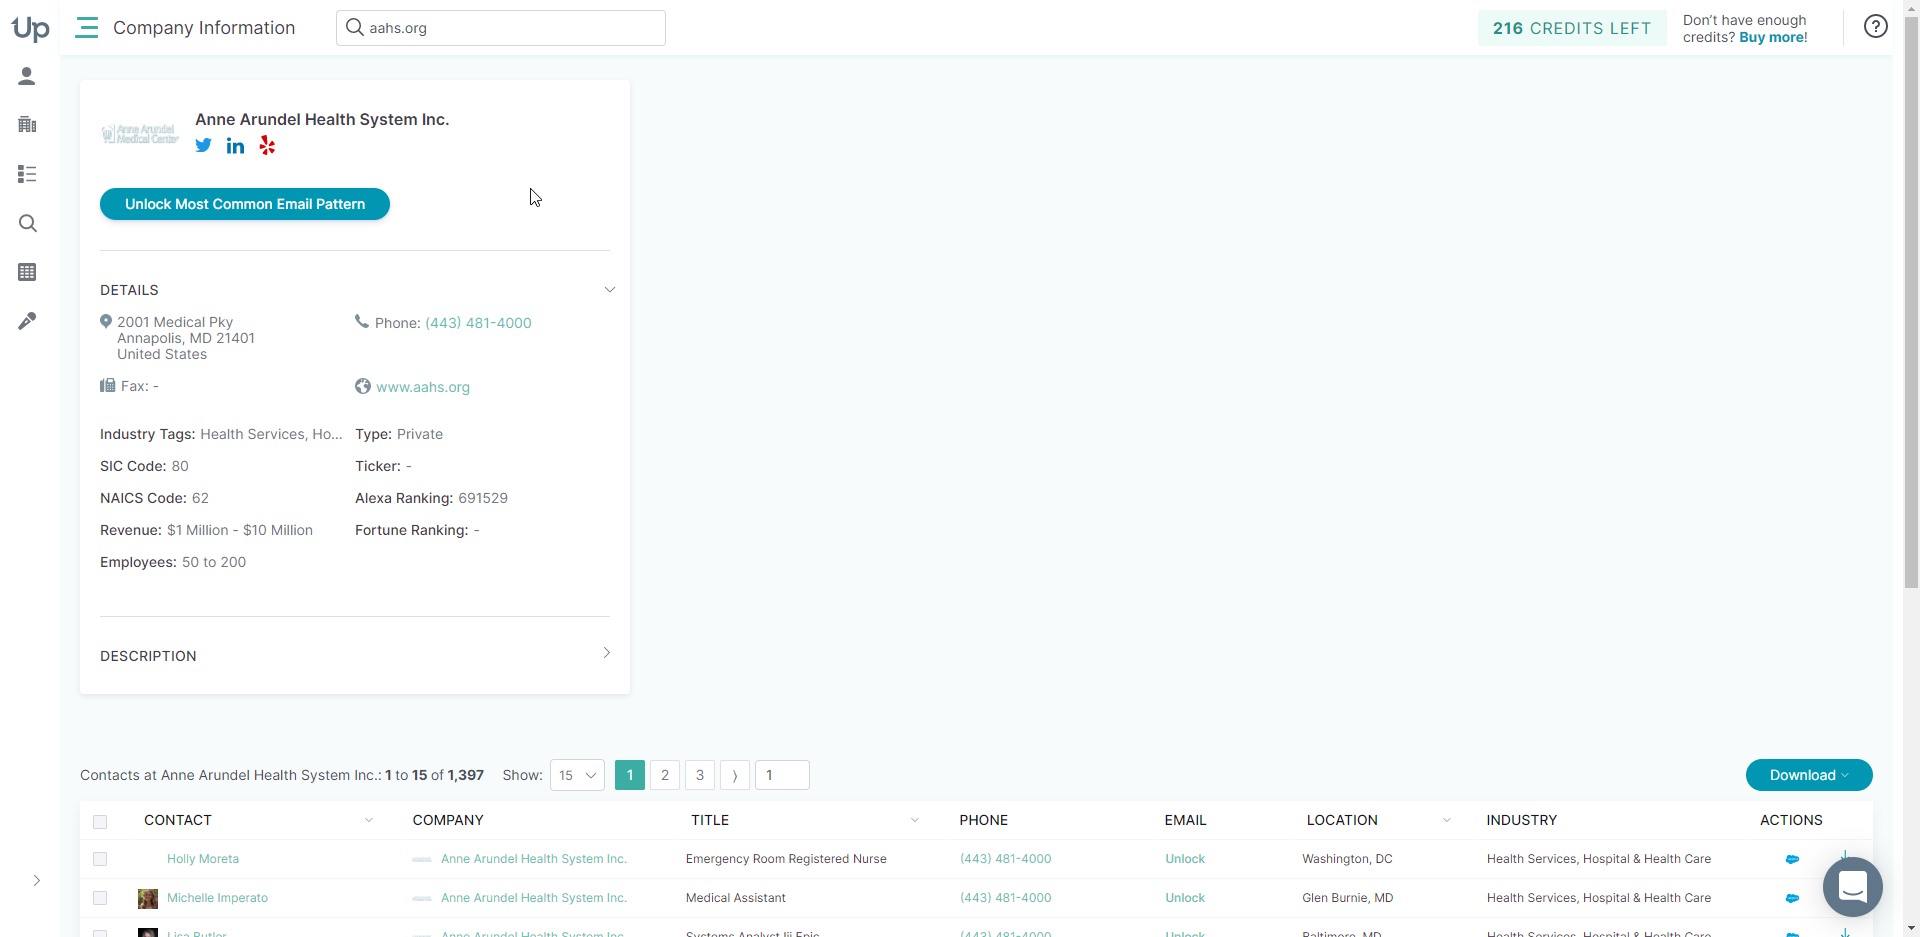 Up
Company Information
aahs.org
216 CREDITS LEFT
Don't have enough
credits? Buy more!
Anne Arundel
Medical Center
Anne Arundel Health System Inc.
Unlock Most Common Email Pattern
DETAILS
2001 Medical Pky
Annapolis, MD 21401
United States
Phone: (443) 481-4000
Fax: -
www.aahs.org
Industry Tags: Health Services, Ho... Type: Private
SIC Code: 80 Ticker: -
NAICS Code: 62 Alexa Ranking: 691529
Revenue: $1 Million - $10 Million Fortune Ranking: -
Employees: 50 to 200
DESCRIPTION
Contacts at Anne Arundel Health System Inc.: 1 to 15 of 1,397 Show: 15 1 2 3 ⟩ 1 Download
CONTACT COMPANY TITLE PHONE EMAIL LOCATION INDUSTRY ACTIONS
Holly Moreta Anne Arundel Health System Inc. Emergency Room Registered Nurse (443) 481-4000 Unlock Washington, DC Health Services, Hospital & Health Care
Michelle Imperato Anne Arundel Health System Inc. Medical Assistant (443) 481-4000 Unlock Glen Burnie, MD Health Services, Hospital & Health Care
Lisa Butler Anne Arundel Health System Inc. Systems Analyst Iii Epic (443) 481-4000 Unlock Baltimore, MD Health Services, Hospital & Health Care